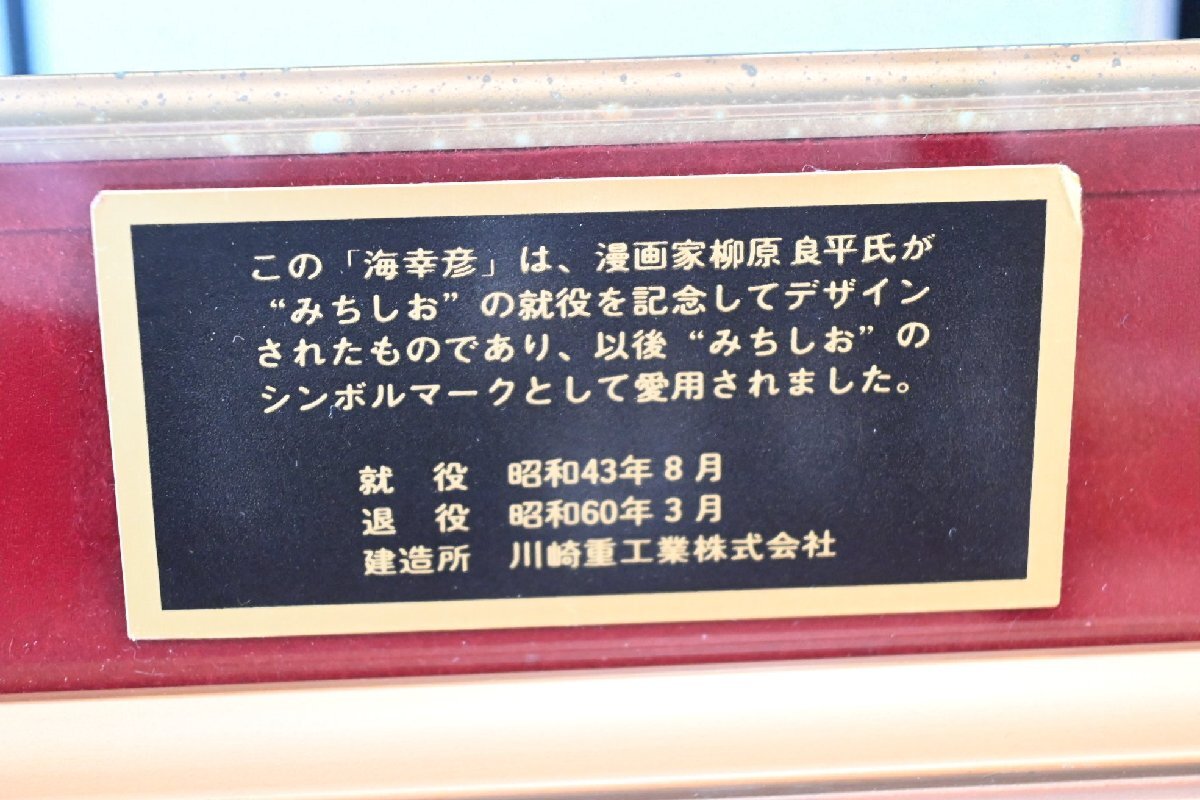 この「海幸彦」は、漫画家柳原良平氏が
“みちしお”の就役を記念してデザイン
されたものであり、以後“みちしお”の
シンボルマークとして愛用されました。
就 役 昭和43年8月
退 役 昭和60年3月
建造所 川崎重工業株式会社